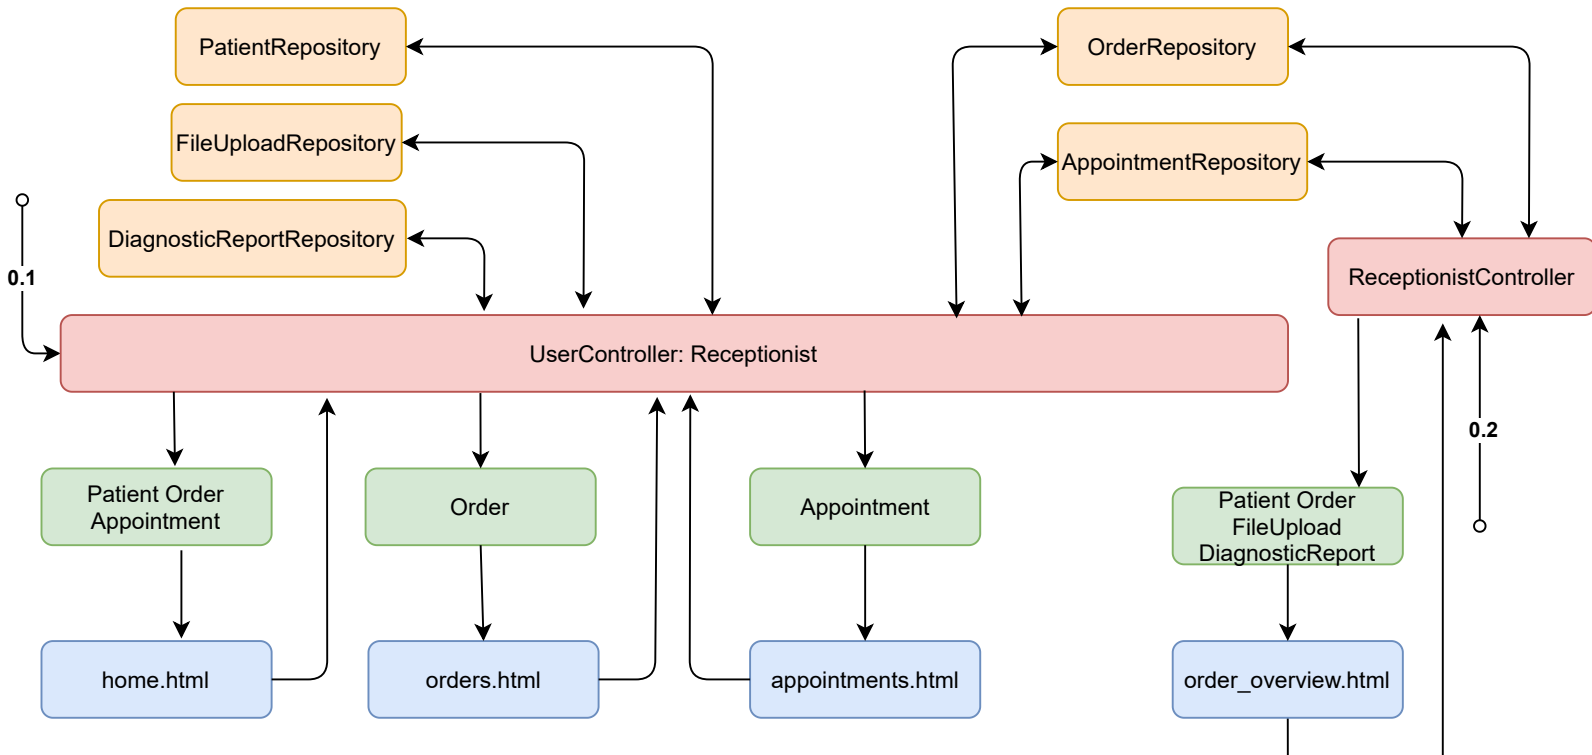 PatientRepository
OrderRepository
FileUploadRepository
AppointmentRepository
DiagnosticReportRepository
0.1
ReceptionistController
UserController: Receptionist
0.2
Patient Order
Appointment
Order
Appointment
Patient Order
FileUpload
DiagnosticReport
home.html
orders.html
appointments.html
order_overview.html